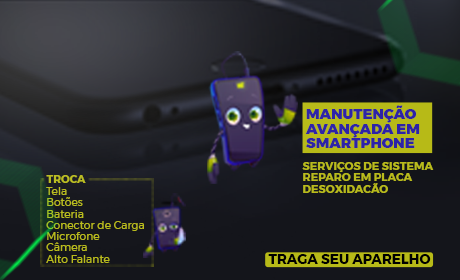 MANUTENÇÃO
AVANÇADA EM
SMARTPHONE
SERVIÇOS DE SISTEMA
REPARO EM PLACA
DESOXIDACÃO
TROCA
Tela
Botões
Bateria
Conector de Carga
Microfone
Câmera
Alto Falante
TRAGA SEU APARELHO